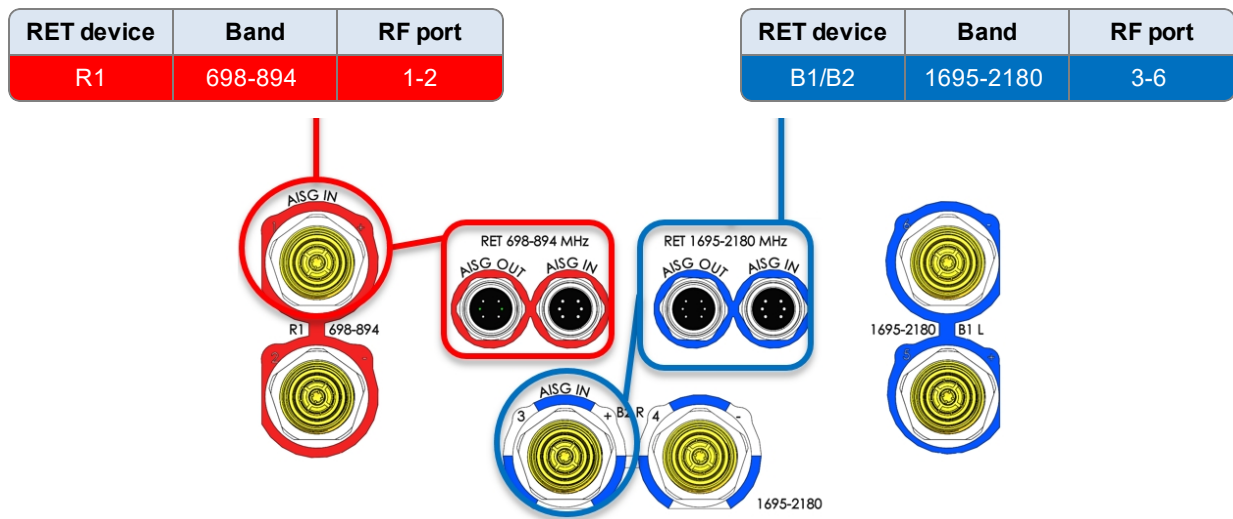 RET device Band RF port
R1 698-894 1-2
RET device Band RF port
B1/B2 1695-2180 3-6
AISG IN
RET 698-894 MHz
AISG OUT AISG IN
RET 1695-2180 MHz
AISG OUT AISG IN
R1 698-894
2 -
1695-2180 B1 L
5 +
AISG IN
3 + B2 R 4 -
1695-2180